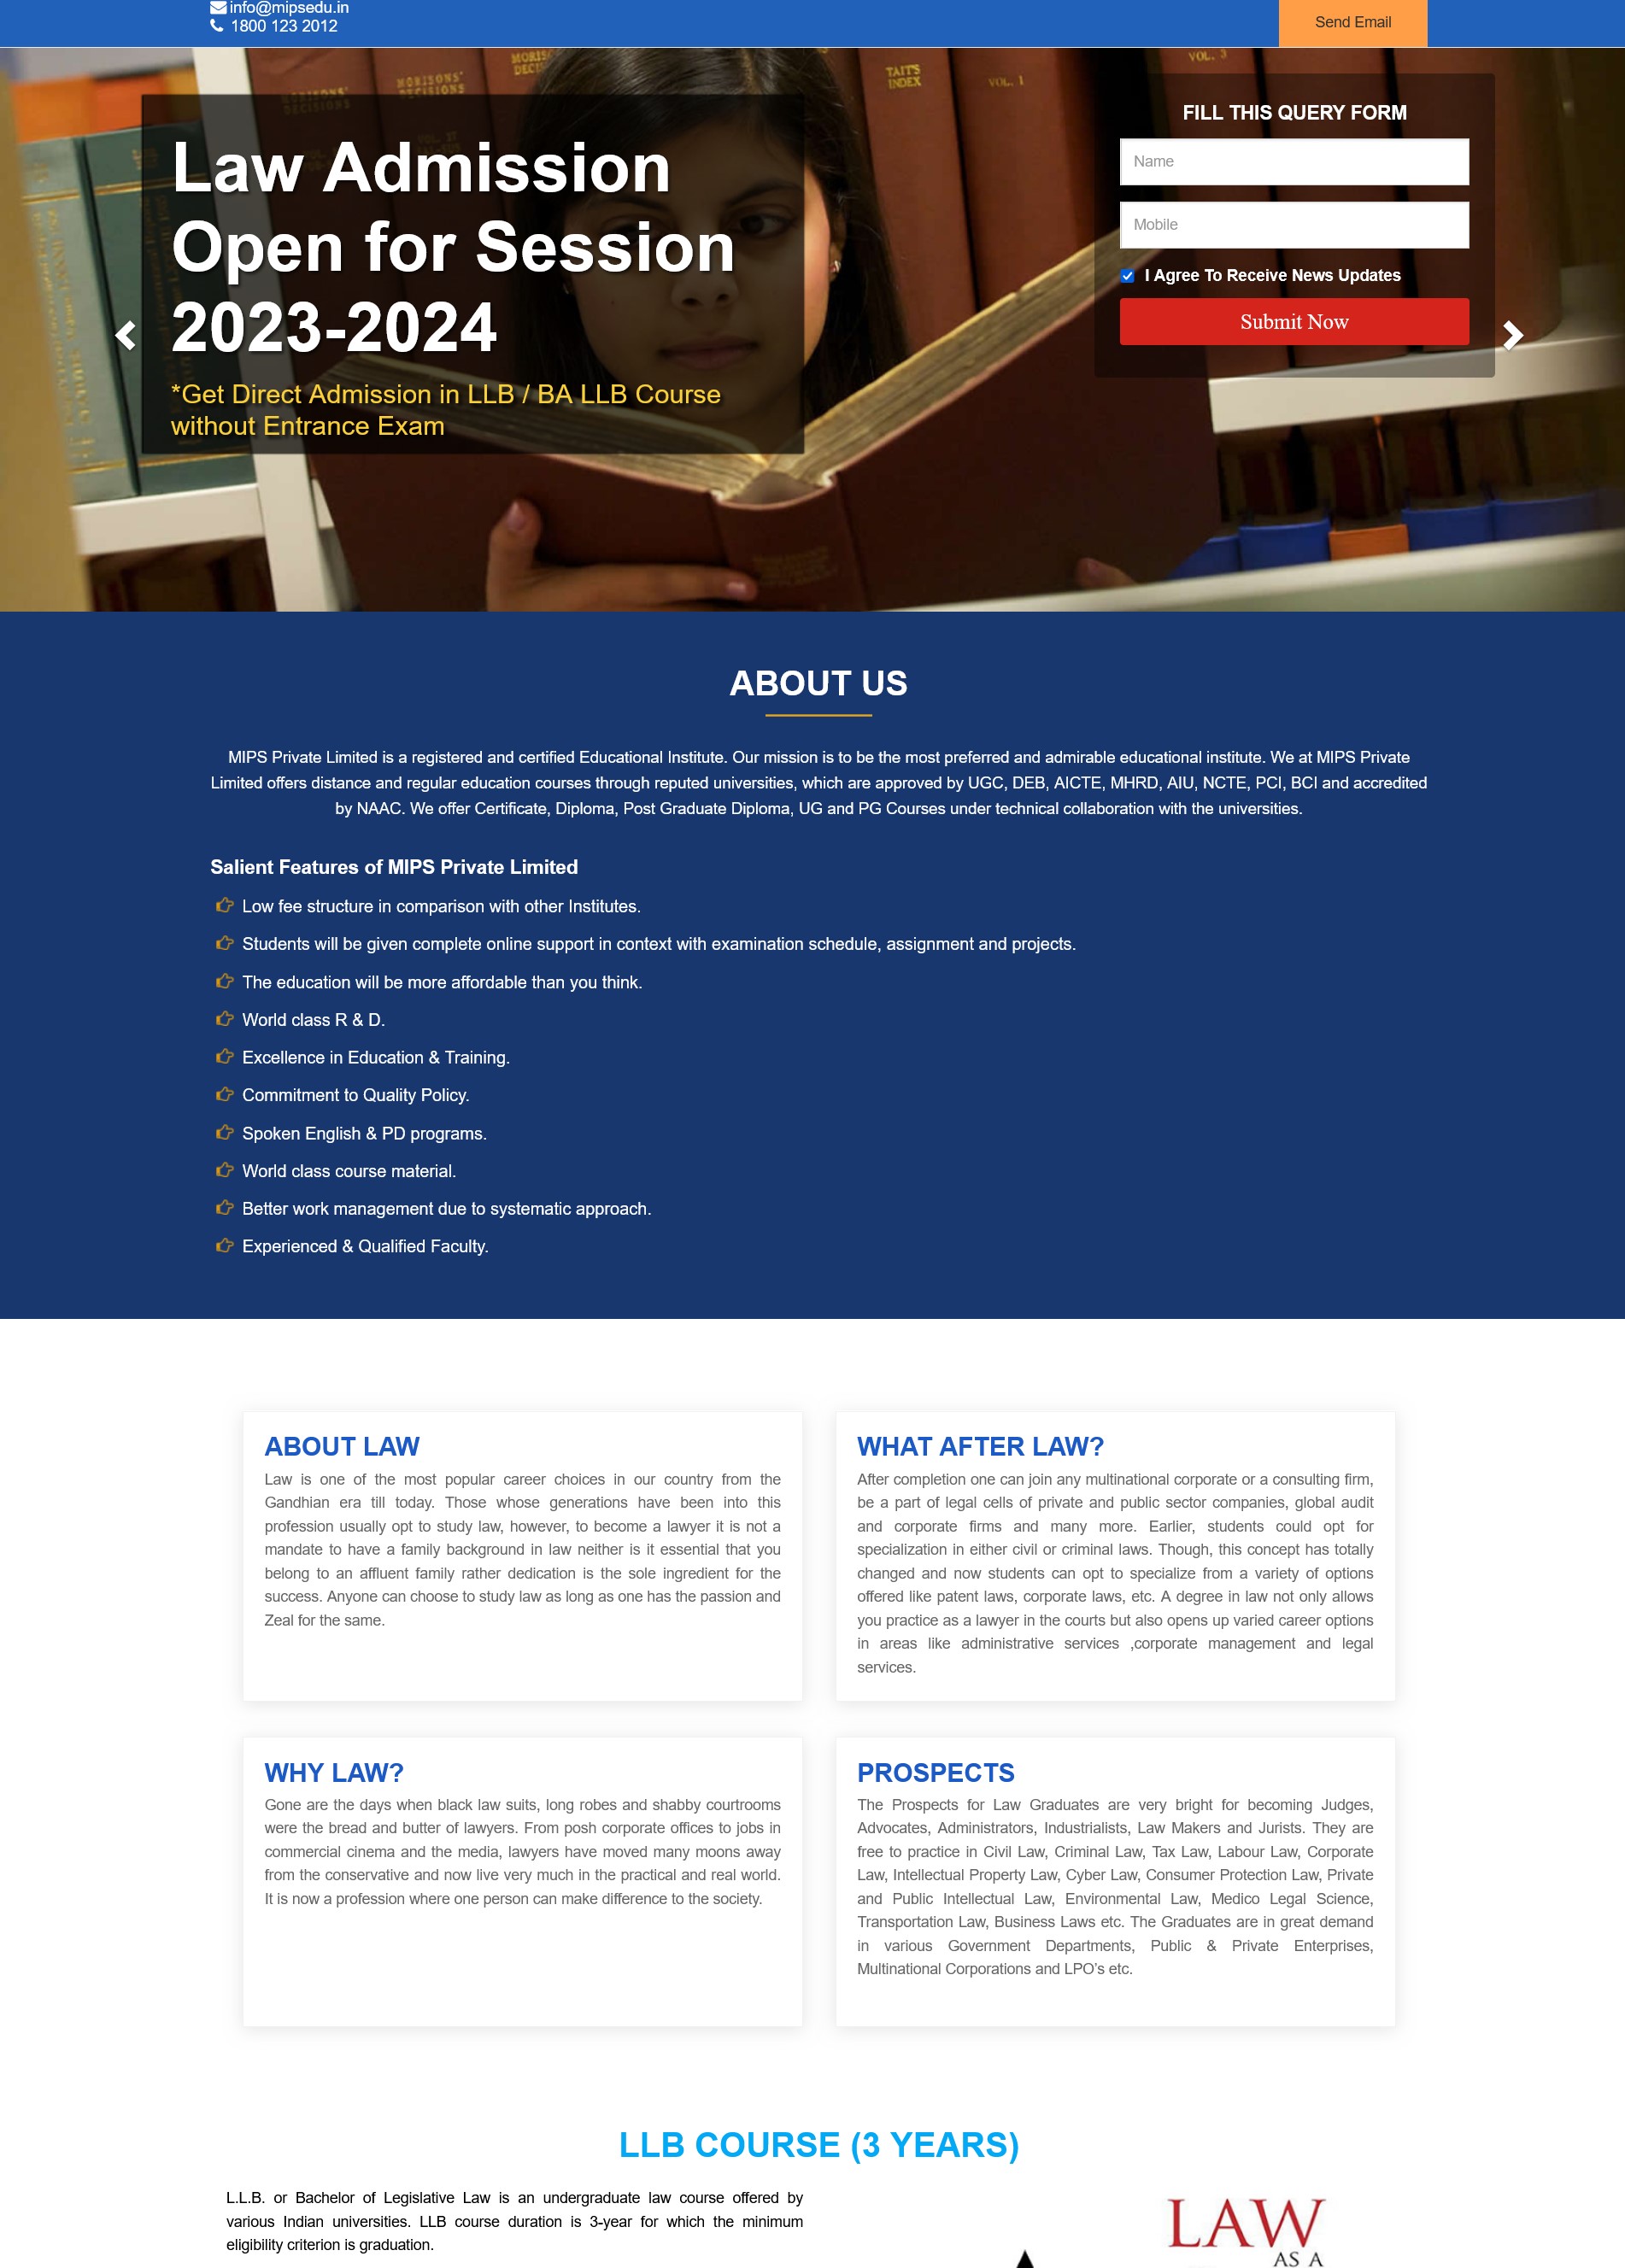 info@mipsedu.in
1800 123 2012
Send Email
MORISONS'
DECISIONS
TAIT'S
INDEX
VOL. 1
VOL. 3
Law Admission
Open for Session
2023-2024
*Get Direct Admission in LLB / BA LLB Course
without Entrance Exam
FILL THIS QUERY FORM
Name
Mobile
I Agree To Receive News Updates
Submit Now
ABOUT US
MIPS Private Limited is a registered and certified Educational Institute. Our mission is to be the most preferred and admirable educational institute. We at MIPS Private
Limited offers distance and regular education courses through reputed universities, which are approved by UGC, DEB, AICTE, MHRD, AIU, NCTE, PCI, BCI and accredited
by NAAC. We offer Certificate, Diploma, Post Graduate Diploma, UG and PG Courses under technical collaboration with the universities.
Salient Features of MIPS Private Limited
Low fee structure in comparison with other Institutes.
Students will be given complete online support in context with examination schedule, assignment and projects.
The education will be more affordable than you think.
World class R & D.
Excellence in Education & Training.
Commitment to Quality Policy.
Spoken English & PD programs.
World class course material.
Better work management due to systematic approach.
Experienced & Qualified Faculty.
ABOUT LAW
Law is one of the most popular career choices in our country from the
Gandhian era till today. Those whose generations have been into this
profession usually opt to study law, however, to become a lawyer it is not a
mandate to have a family background in law neither is it essential that you
belong to an affluent family rather dedication is the sole ingredient for the
success. Anyone can choose to study law as long as one has the passion and
Zeal for the same.
WHAT AFTER LAW?
After completion one can join any multinational corporate or a consulting firm,
be a part of legal cells of private and public sector companies, global audit
and corporate firms and many more. Earlier, students could opt for
specialization in either civil or criminal laws. Though, this concept has totally
changed and now students can opt to specialize from a variety of options
offered like patent laws, corporate laws, etc. A degree in law not only allows
you practice as a lawyer in the courts but also opens up varied career options
in areas like administrative services ,corporate management and legal
services.
WHY LAW?
Gone are the days when black law suits, long robes and shabby courtrooms
were the bread and butter of lawyers. From posh corporate offices to jobs in
commercial cinema and the media, lawyers have moved many moons away
from the conservative and now live very much in the practical and real world.
It is now a profession where one person can make difference to the society.
PROSPECTS
The Prospects for Law Graduates are very bright for becoming Judges,
Advocates, Administrators, Industrialists, Law Makers and Jurists. They are
free to practice in Civil Law, Criminal Law, Tax Law, Labour Law, Corporate
Law, Intellectual Property Law, Cyber Law, Consumer Protection Law, Private
and Public Intellectual Law, Environmental Law, Medico Legal Science,
Transportation Law, Business Laws etc. The Graduates are in great demand
in various Government Departments, Public & Private Enterprises,
Multinational Corporations and LPO's etc.
LLB COURSE (3 YEARS)
L.L.B. or Bachelor of Legislative Law is an undergraduate law course offered by
various Indian universities. LLB course duration is 3-year for which the minimum
eligibility criterion is graduation.
LAW
AS A